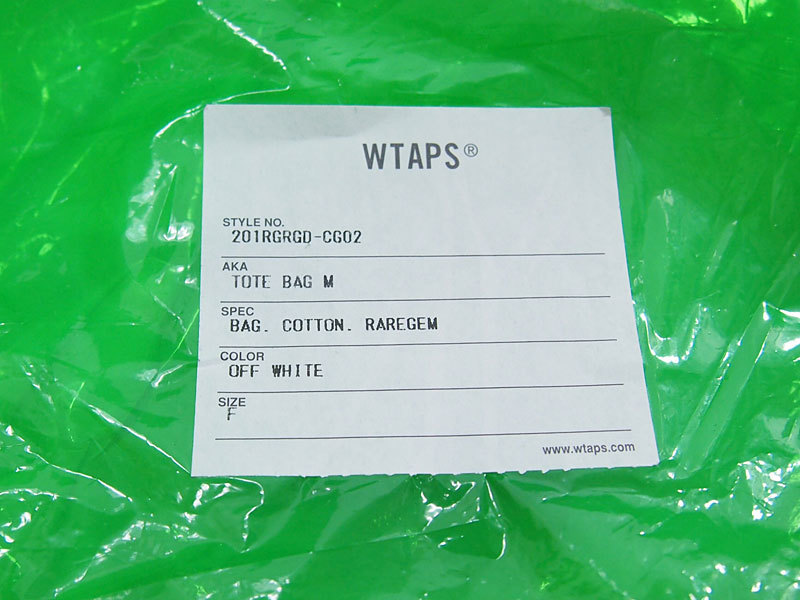 WTAPS®
STYLE NO.
201RGRGD-CG02
AKA
TOTE BAG M
SPEC
BAG. COTTON. RAREGEM
COLOR
OFF WHITE
SIZE
F
www.wtaps.com